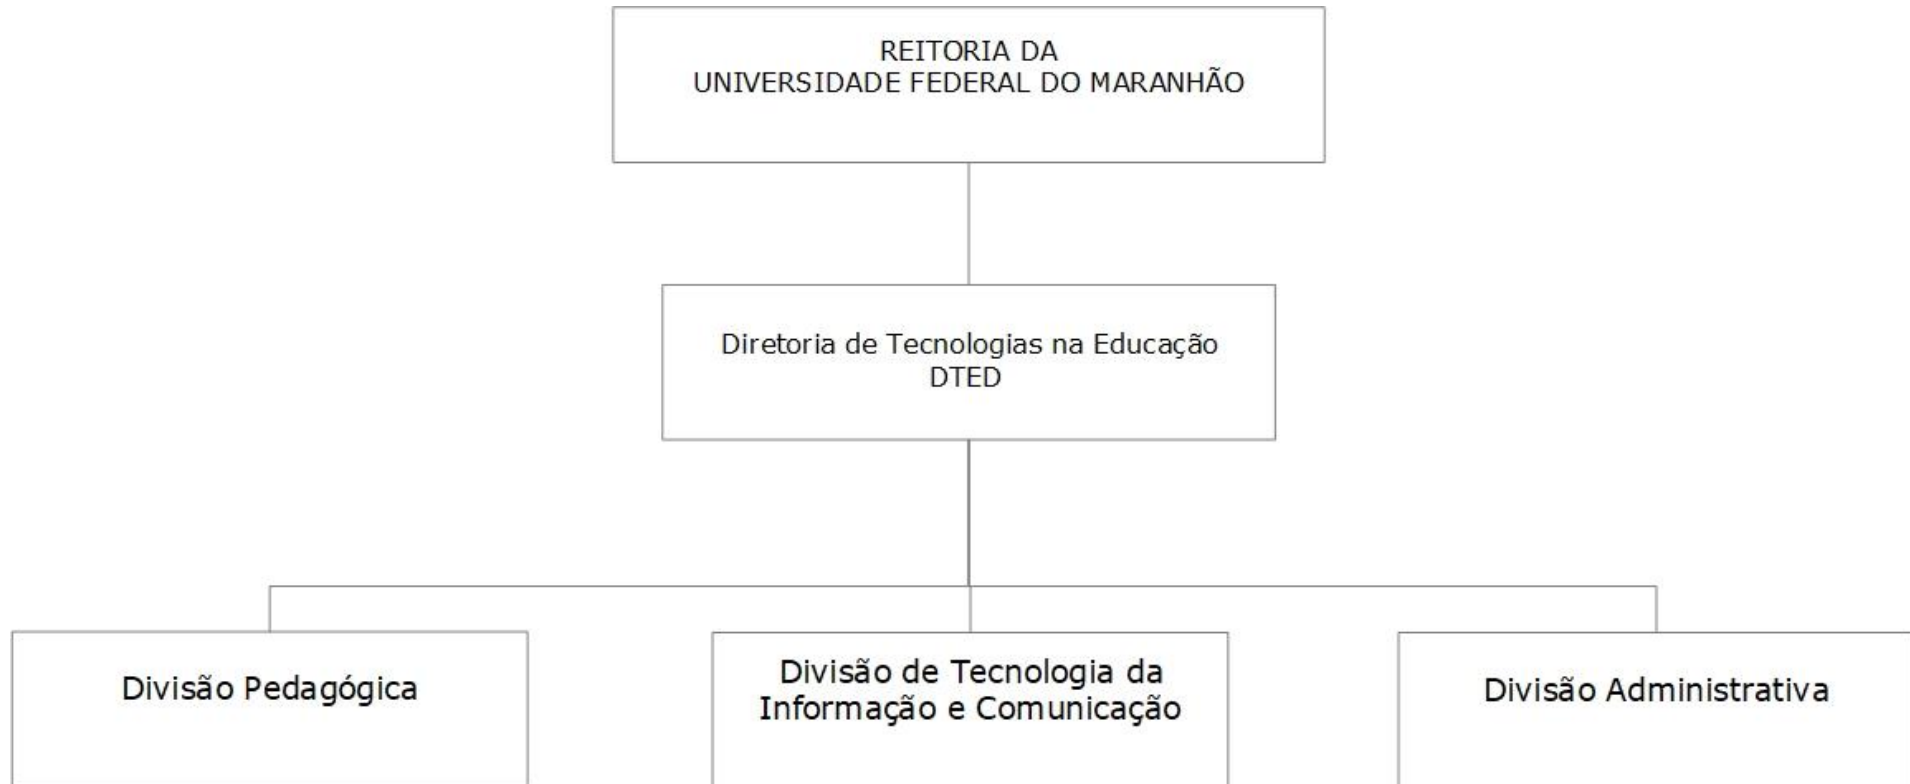 REITORIA DA
UNIVERSIDADE FEDERAL DO MARANHÃO
Diretoria de Tecnologias na Educação
DTED
Divisão Pedagógica
Divisão de Tecnologia da
Informação e Comunicação
Divisão Administrativa